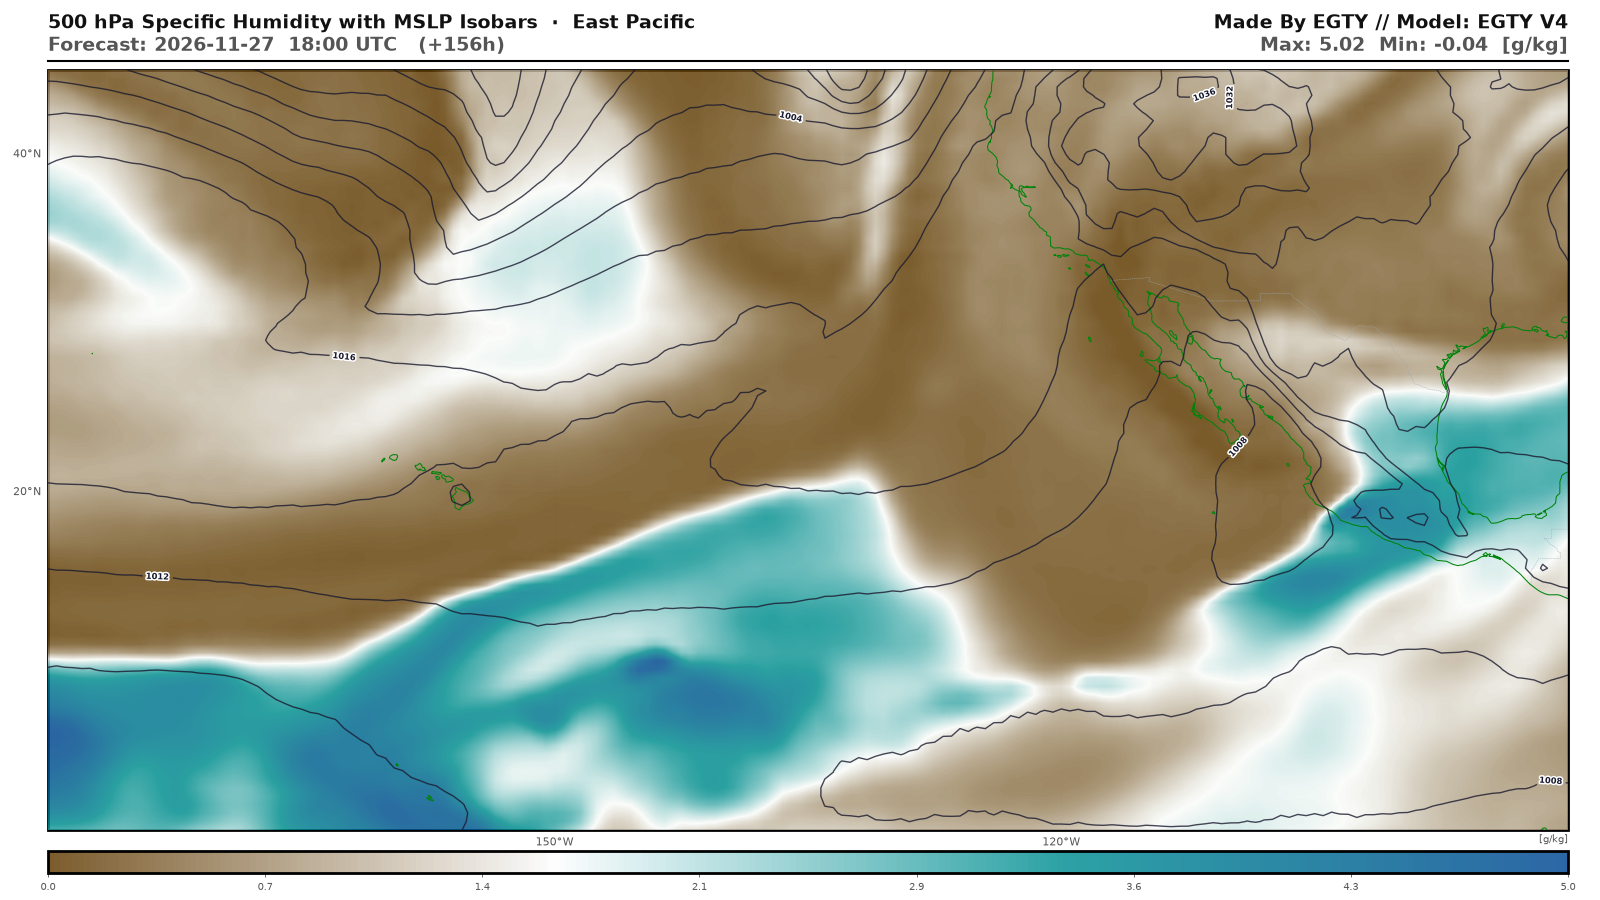 500 hPa Specific Humidity with MSLP Isobars · East Pacific
Made By EGTY // Model: EGTY V4
Forecast: 2026-11-27 18:00 UTC (+156h)
Max: 5.02 Min: -0.04 [g/kg]
1036
1032
1004
40°N
1016
1008
20°N
1012
1008
150°W
120°W
[g/kg]
0.0
0.7
1.4
2.1
2.9
3.6
4.3
5.0